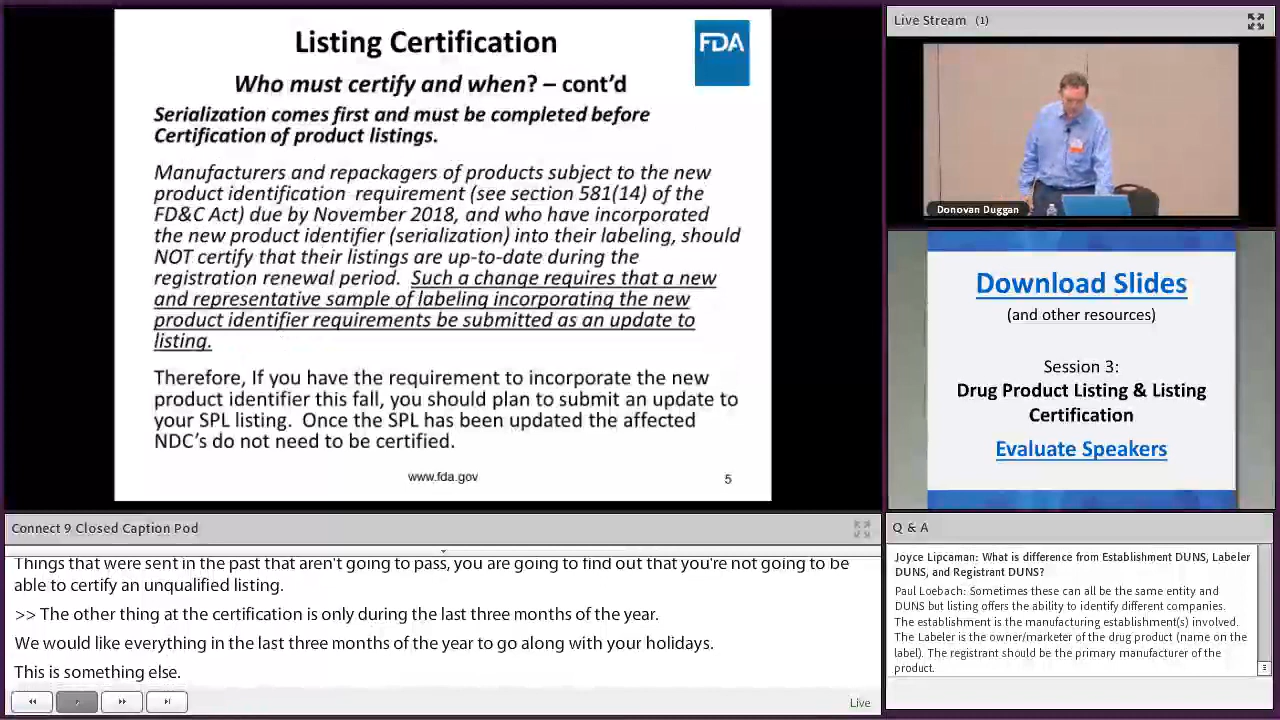 Listing Certification
FDA
Who must certify and when? – cont’d
Serialization comes first and must be completed before
Certification of product listings.
Manufacturers and repackagers of products subject to the new
product identification requirement (see section 581(14) of the
FD&C Act) due by November 2018, and who have incorporated
the new product identifier (serialization) into their labeling, should
NOT certify that their listings are up-to-date during the
registration renewal period. Such a change requires that a new
and representative sample of labeling incorporating the new
product identifier requirements be submitted as an update to
listing.
Therefore, If you have the requirement to incorporate the new
product identifier this fall, you should plan to submit an update to
your SPL listing. Once the SPL has been updated the affected
NDC’s do not need to be certified.
www.fda.gov
5
Live Stream (1)
Donovan Duggan
Download Slides
(and other resources)
Session 3:
Drug Product Listing & Listing
Certification
Evaluate Speakers
Connect 9 Closed Caption Pod
Things that were sent in the past that aren't going to pass, you are going to find out that you're not going to be
able to certify an unqualified listing.
>> The other thing at the certification is only during the last three months of the year.
We would like everything in the last three months of the year to go along with your holidays.
This is something else.
Live
Q & A
Joyce Lipcaman: What is difference from Establishment DUNS, Labeler
DUNS, and Registrant DUNS?
Paul Loebach: Sometimes these can all be the same entity and
DUNS but listing offers the ability to identify different companies.
The establishment is the manufacturing establishment(s) involved.
The Labeler is the owner/marketer of the drug product (name on the
label). The registrant should be the primary manufacturer of the
product.